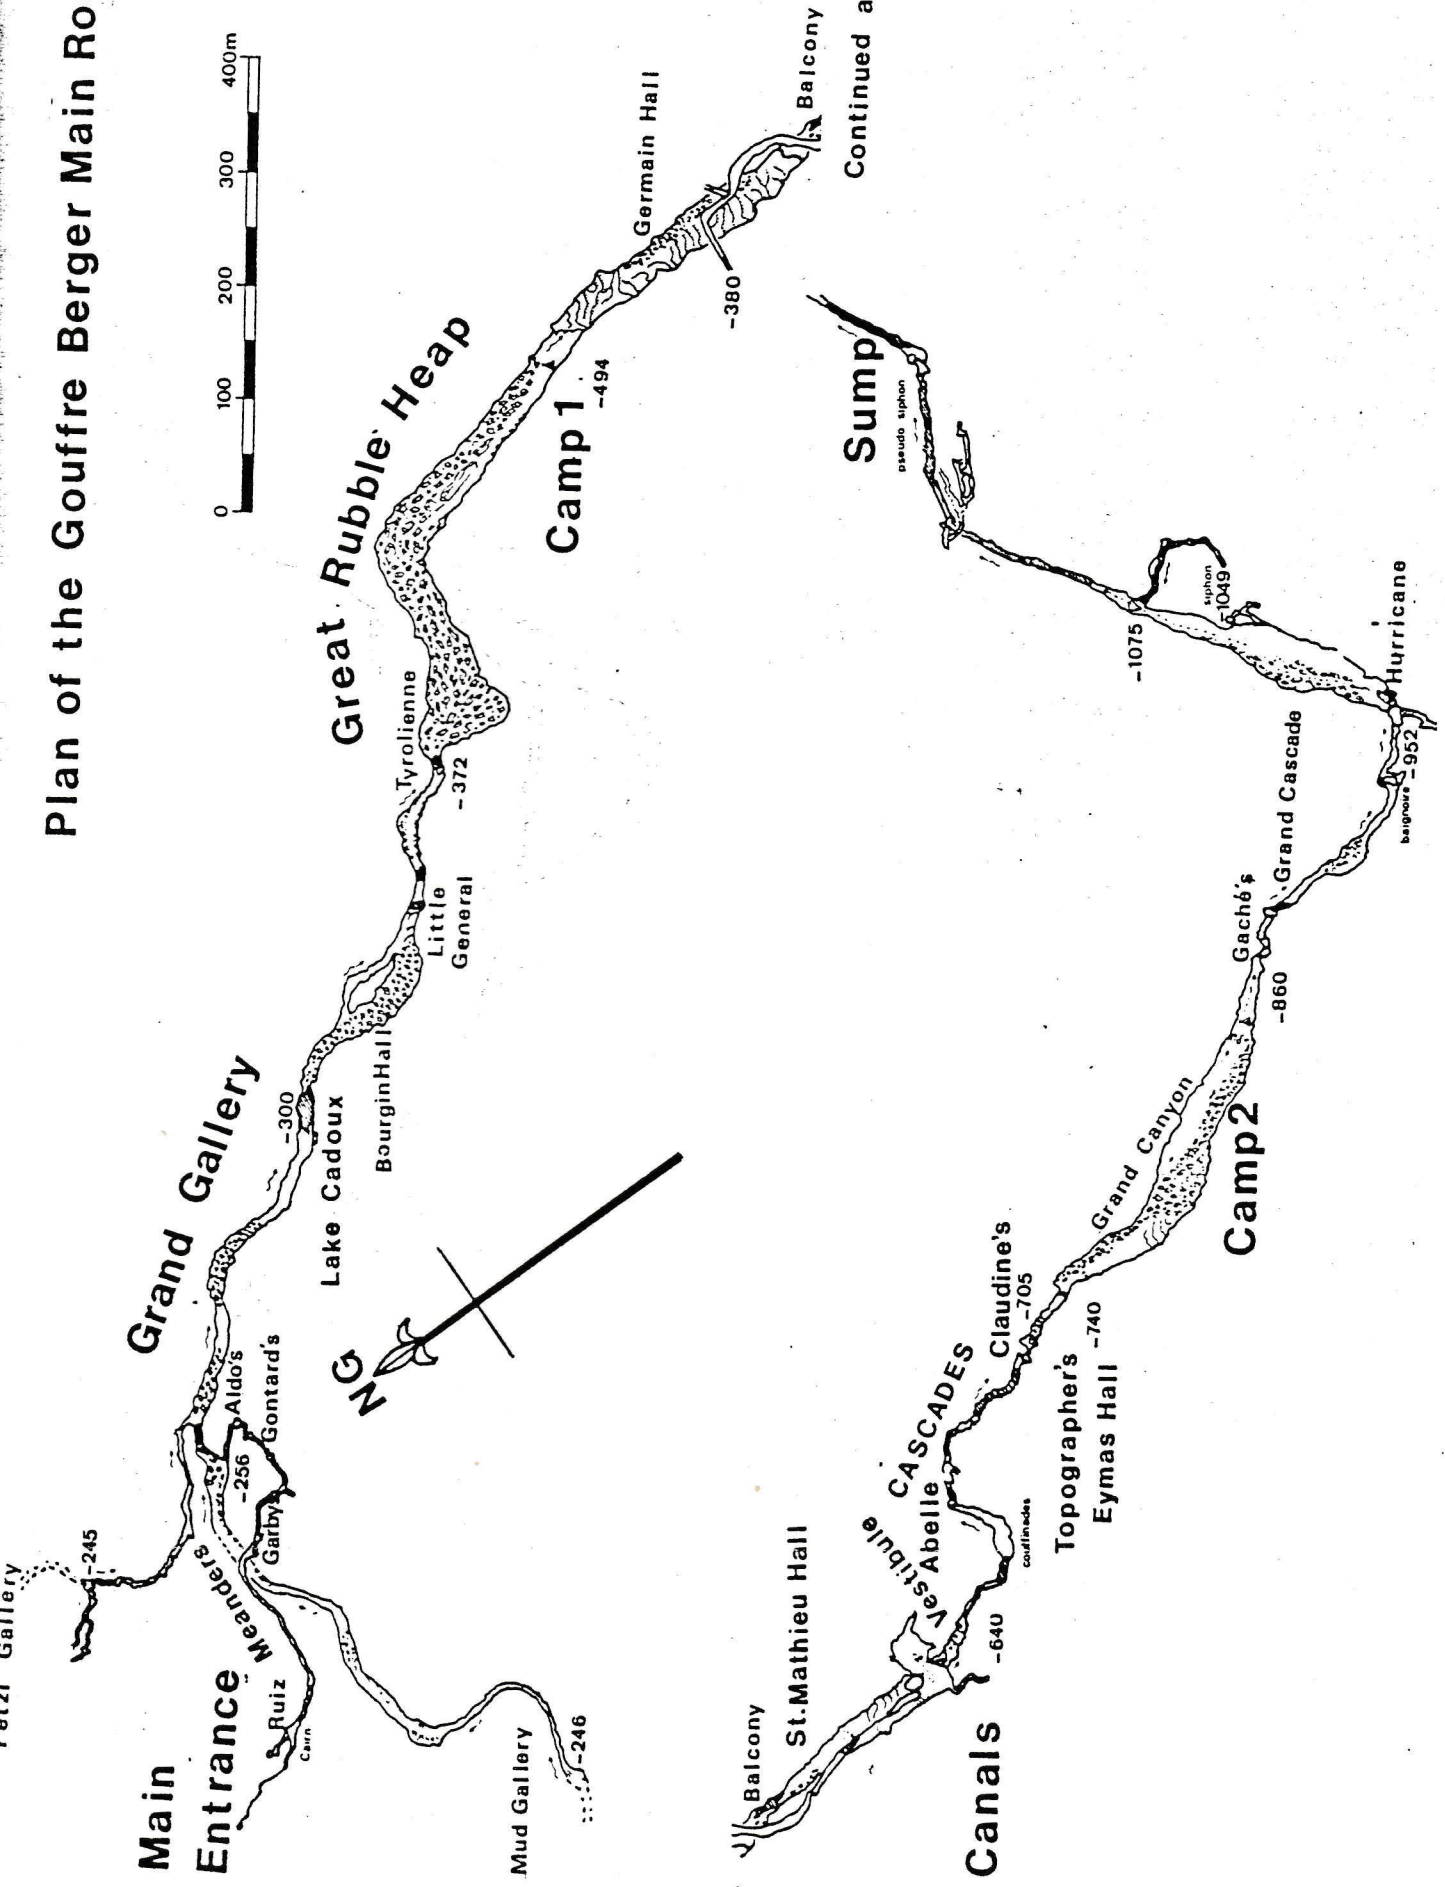 Plan of the Gouffre Berger Main Ro
0 100 200 300 400m
Gallery
-245
Main
Entrance
Ruiz
Cairn
Meanders
Garby's
-256
Aldo's
Gontard's
Mud Gallery
-246
Grand Gallery
NG
-300
Lake Cadoux
Bourgin Hall
Little
General
Tyrolienne
-372
Great Rubble Heap
Camp 1
-494
Germain Hall
-380
Balcony
Continued a
Balcony
St. Mathieu Hall
Canals
-640
Vestibule
Abelle
CASCADES
couffinades
Claudine's
-705
Topographer's
-740
Eymas Hall
Grand Canyon
Camp 2
Gaché's
-860
Grand Cascade
baignoire
-952
Hurricane
-1075
siphon
-1049
Sump
pseudo siphon